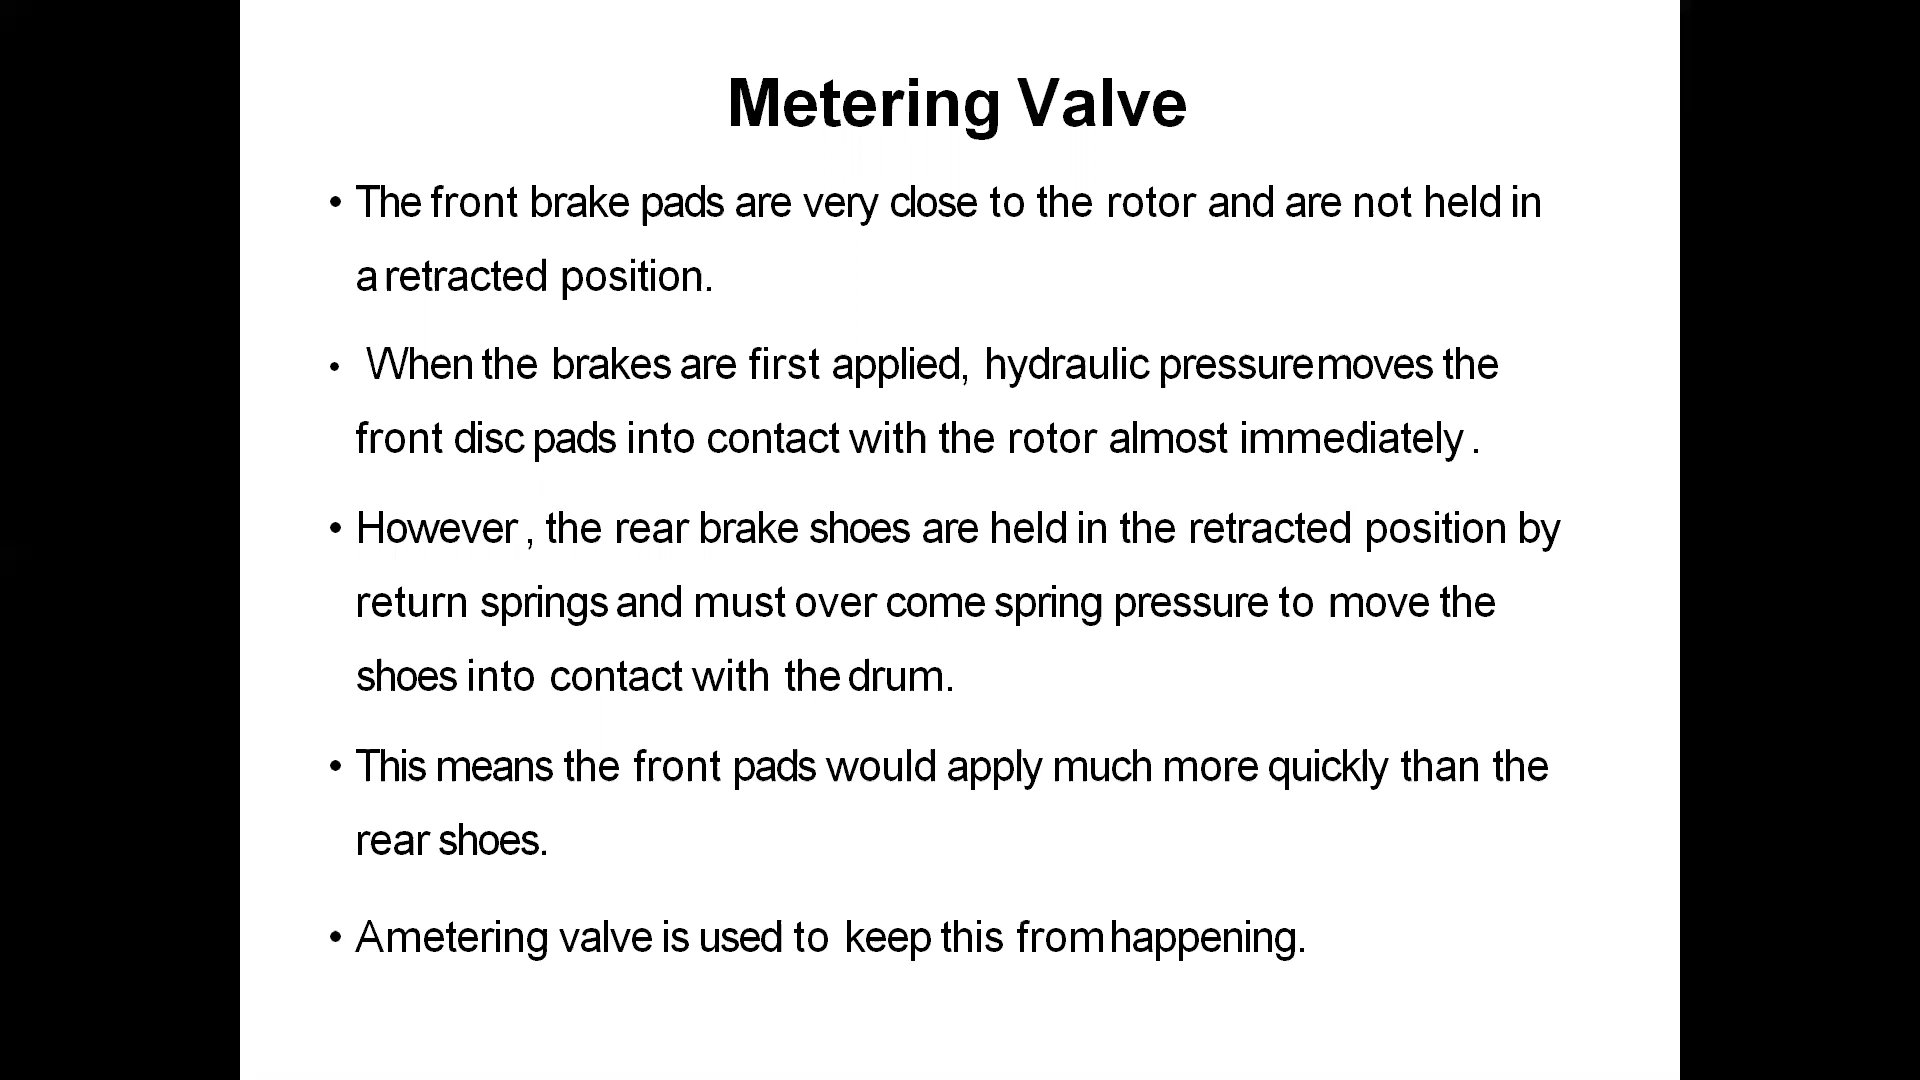 Metering Valve
• The front brake pads are very close to the rotor and are not held in
a retracted position.
• When the brakes are first applied, hydraulic pressuremoves the
front disc pads into contact with the rotor almost immediately .
• However , the rear brake shoes are held in the retracted position by
return springs and must over come spring pressure to move the
shoes into contact with the drum.
• This means the front pads would apply much more quickly than the
rear shoes.
• Ametering valve is used to keep this from happening.